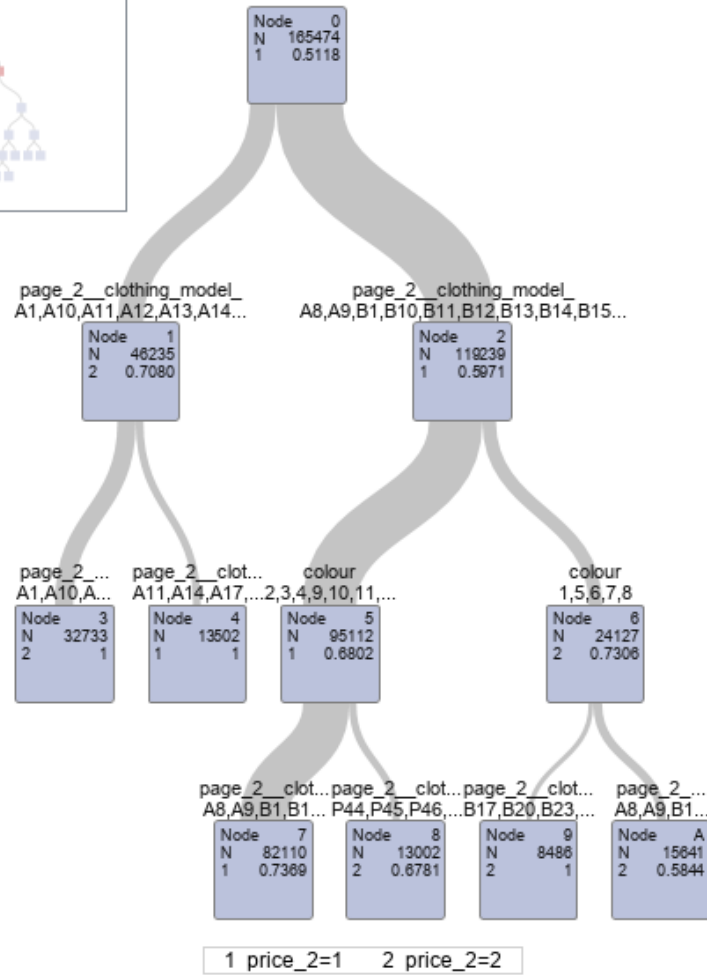 Node 0
N 165474
1 0.5118
page_2__clothing_model_
A1,A10,A11,A12,A13,A14...
Node 1
N 46235
2 0.7080
page_2__clothing_model_
A8,A9,B1,B10,B11,B12,B13,B14,B15...
Node 2
N 119239
1 0.5971
page_2_...
A1,A10,A...
Node 3
N 32733
2 1
page_2__clot...
A11,A14,A17,...
Node 4
N 13502
1 1
colour
2,3,4,9,10,11,...
Node 5
N 95112
1 0.6802
colour
1,5,6,7,8
Node 6
N 24127
2 0.7306
page_2__clot...
A8,A9,B1,B1...
Node 7
N 82110
1 0.7369
page_2__clot...
P44,P45,P46,...
Node 8
N 13002
2 0.6781
page_2__clot...
B17,B20,B23,...
Node 9
N 8486
2 1
page_2_...
A8,A9,B1...
Node A
N 15641
2 0.5844
1 price_2=1 2 price_2=2